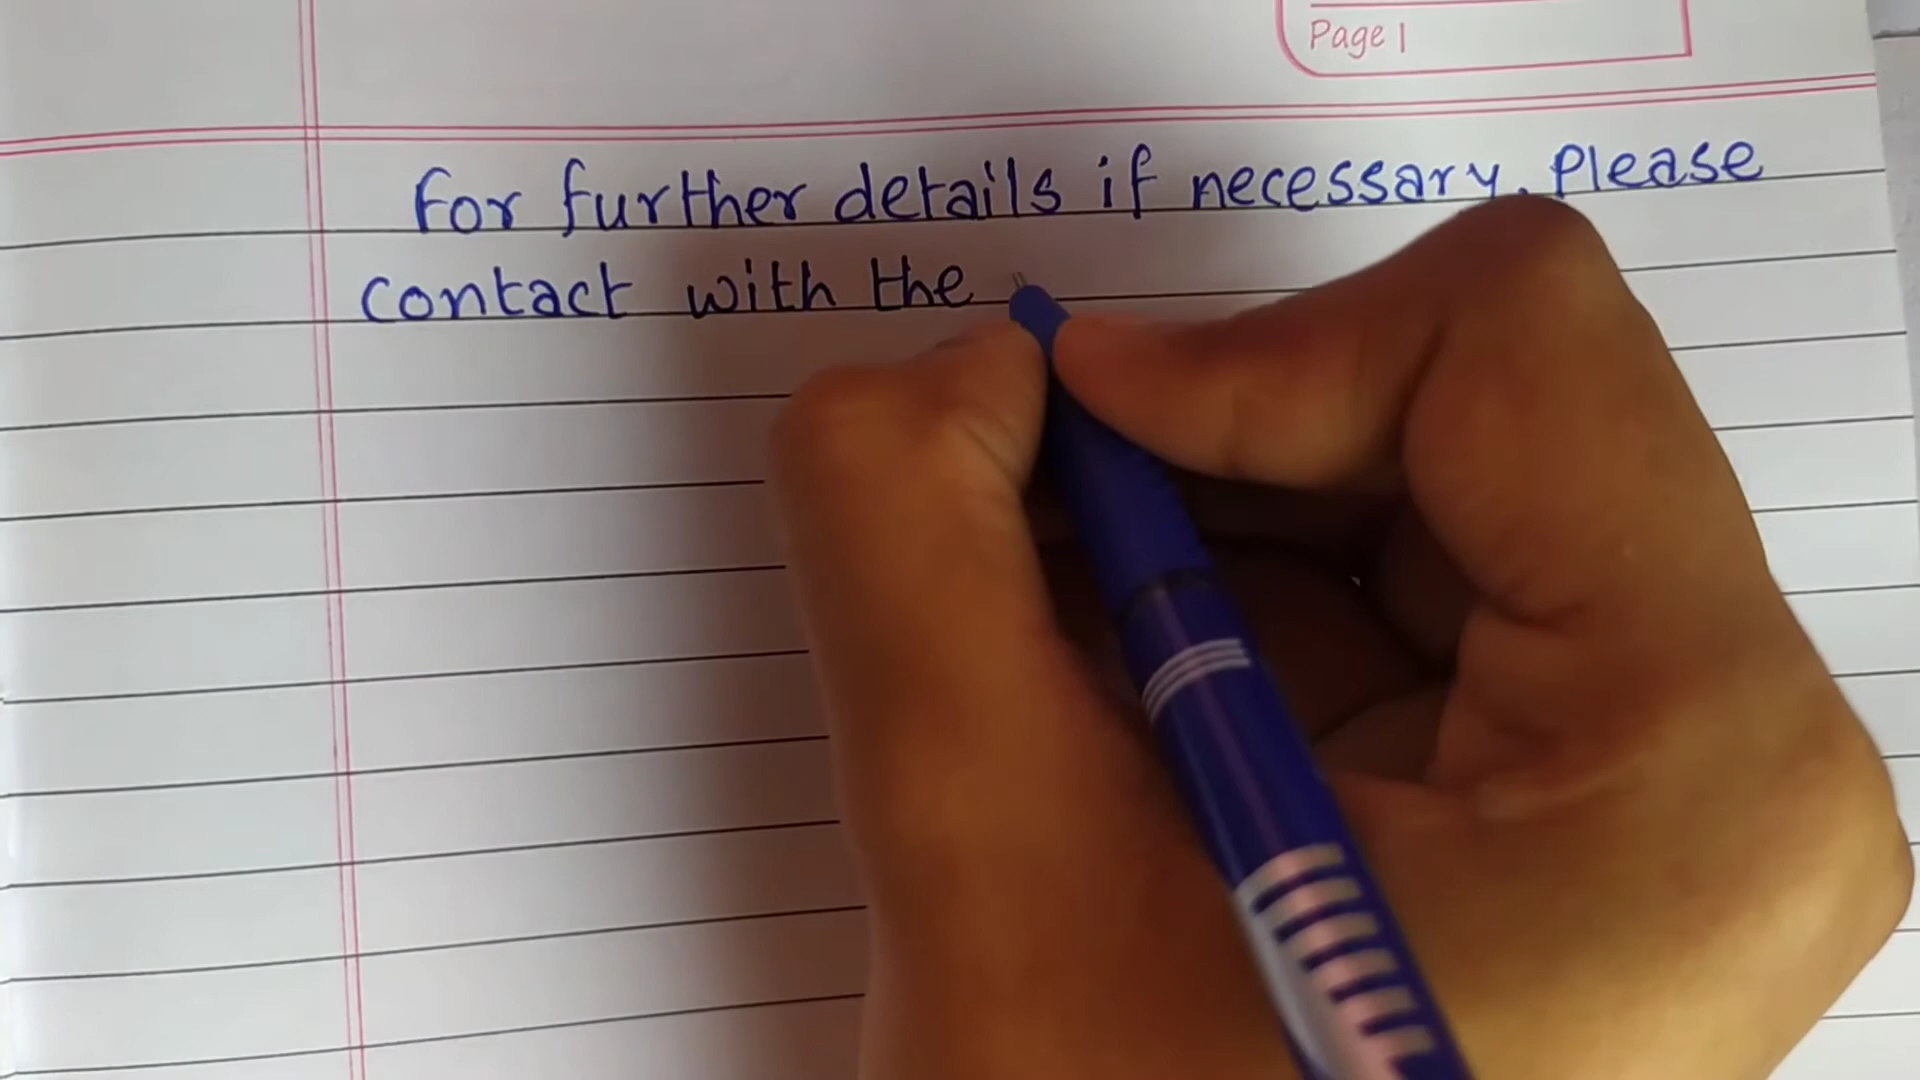 Page 1
For further details if necessary. Please
contact with the